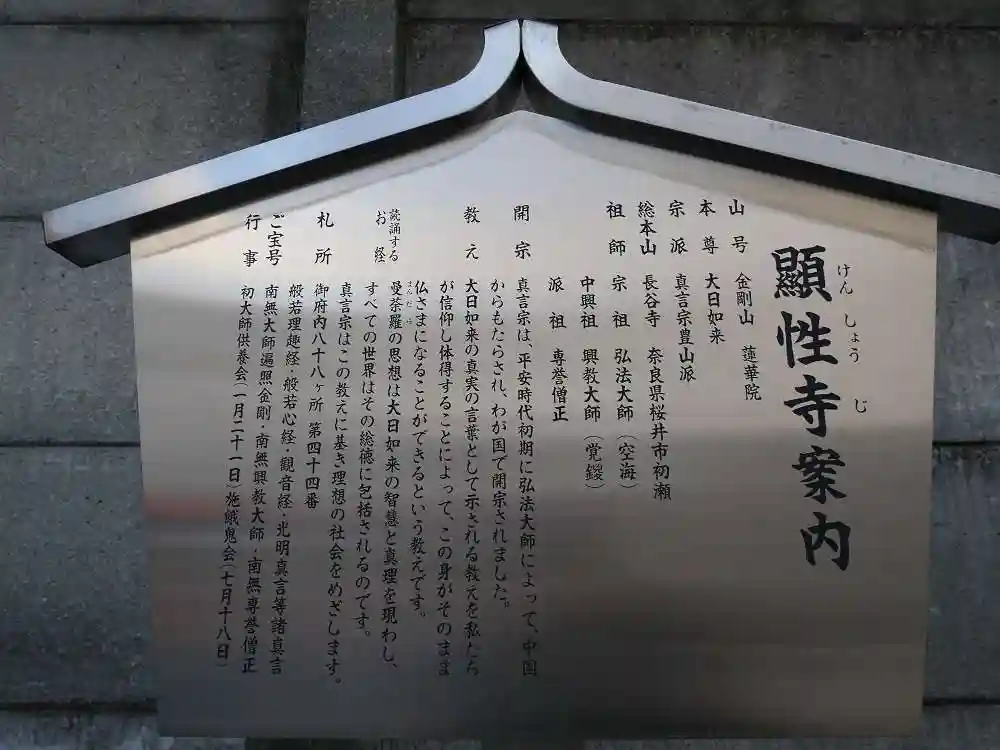 顯性寺案内
けんしょうじ
山号 金剛山 蓮華院
本尊 大日如来
宗派 真言宗豊山派
総本山 長谷寺 奈良県桜井市初瀬
祖師 宗祖 弘法大師（空海）
中興祖 興教大師（覚鑁）
派祖 専誉僧正
開宗 真言宗は、平安時代初期に弘法大師によって、中国
からもたらされ、わが国で開宗されました。
教え 大日如来の真実の言葉として示される教えを私たち
が信仰し体得することによって、この身がそのまま
仏さまになることができるという教えです。
曼荼羅の思想は大日如来の智慧と真理を現わし、
まんだら
すべての世界はその総徳に包括されるのです。
真言宗はこの教えに基き理想の社会をめざします。
札所 御府内八十八ヶ所 第四十四番
読誦するお経 般若理趣経・般若心経・観音経・光明真言等諸真言
ご宝号 南無大師遍照金剛・南無興教大師・南無専誉僧正
行事 初大師供養会（一月二十一日）施餓鬼会（七月十八日）